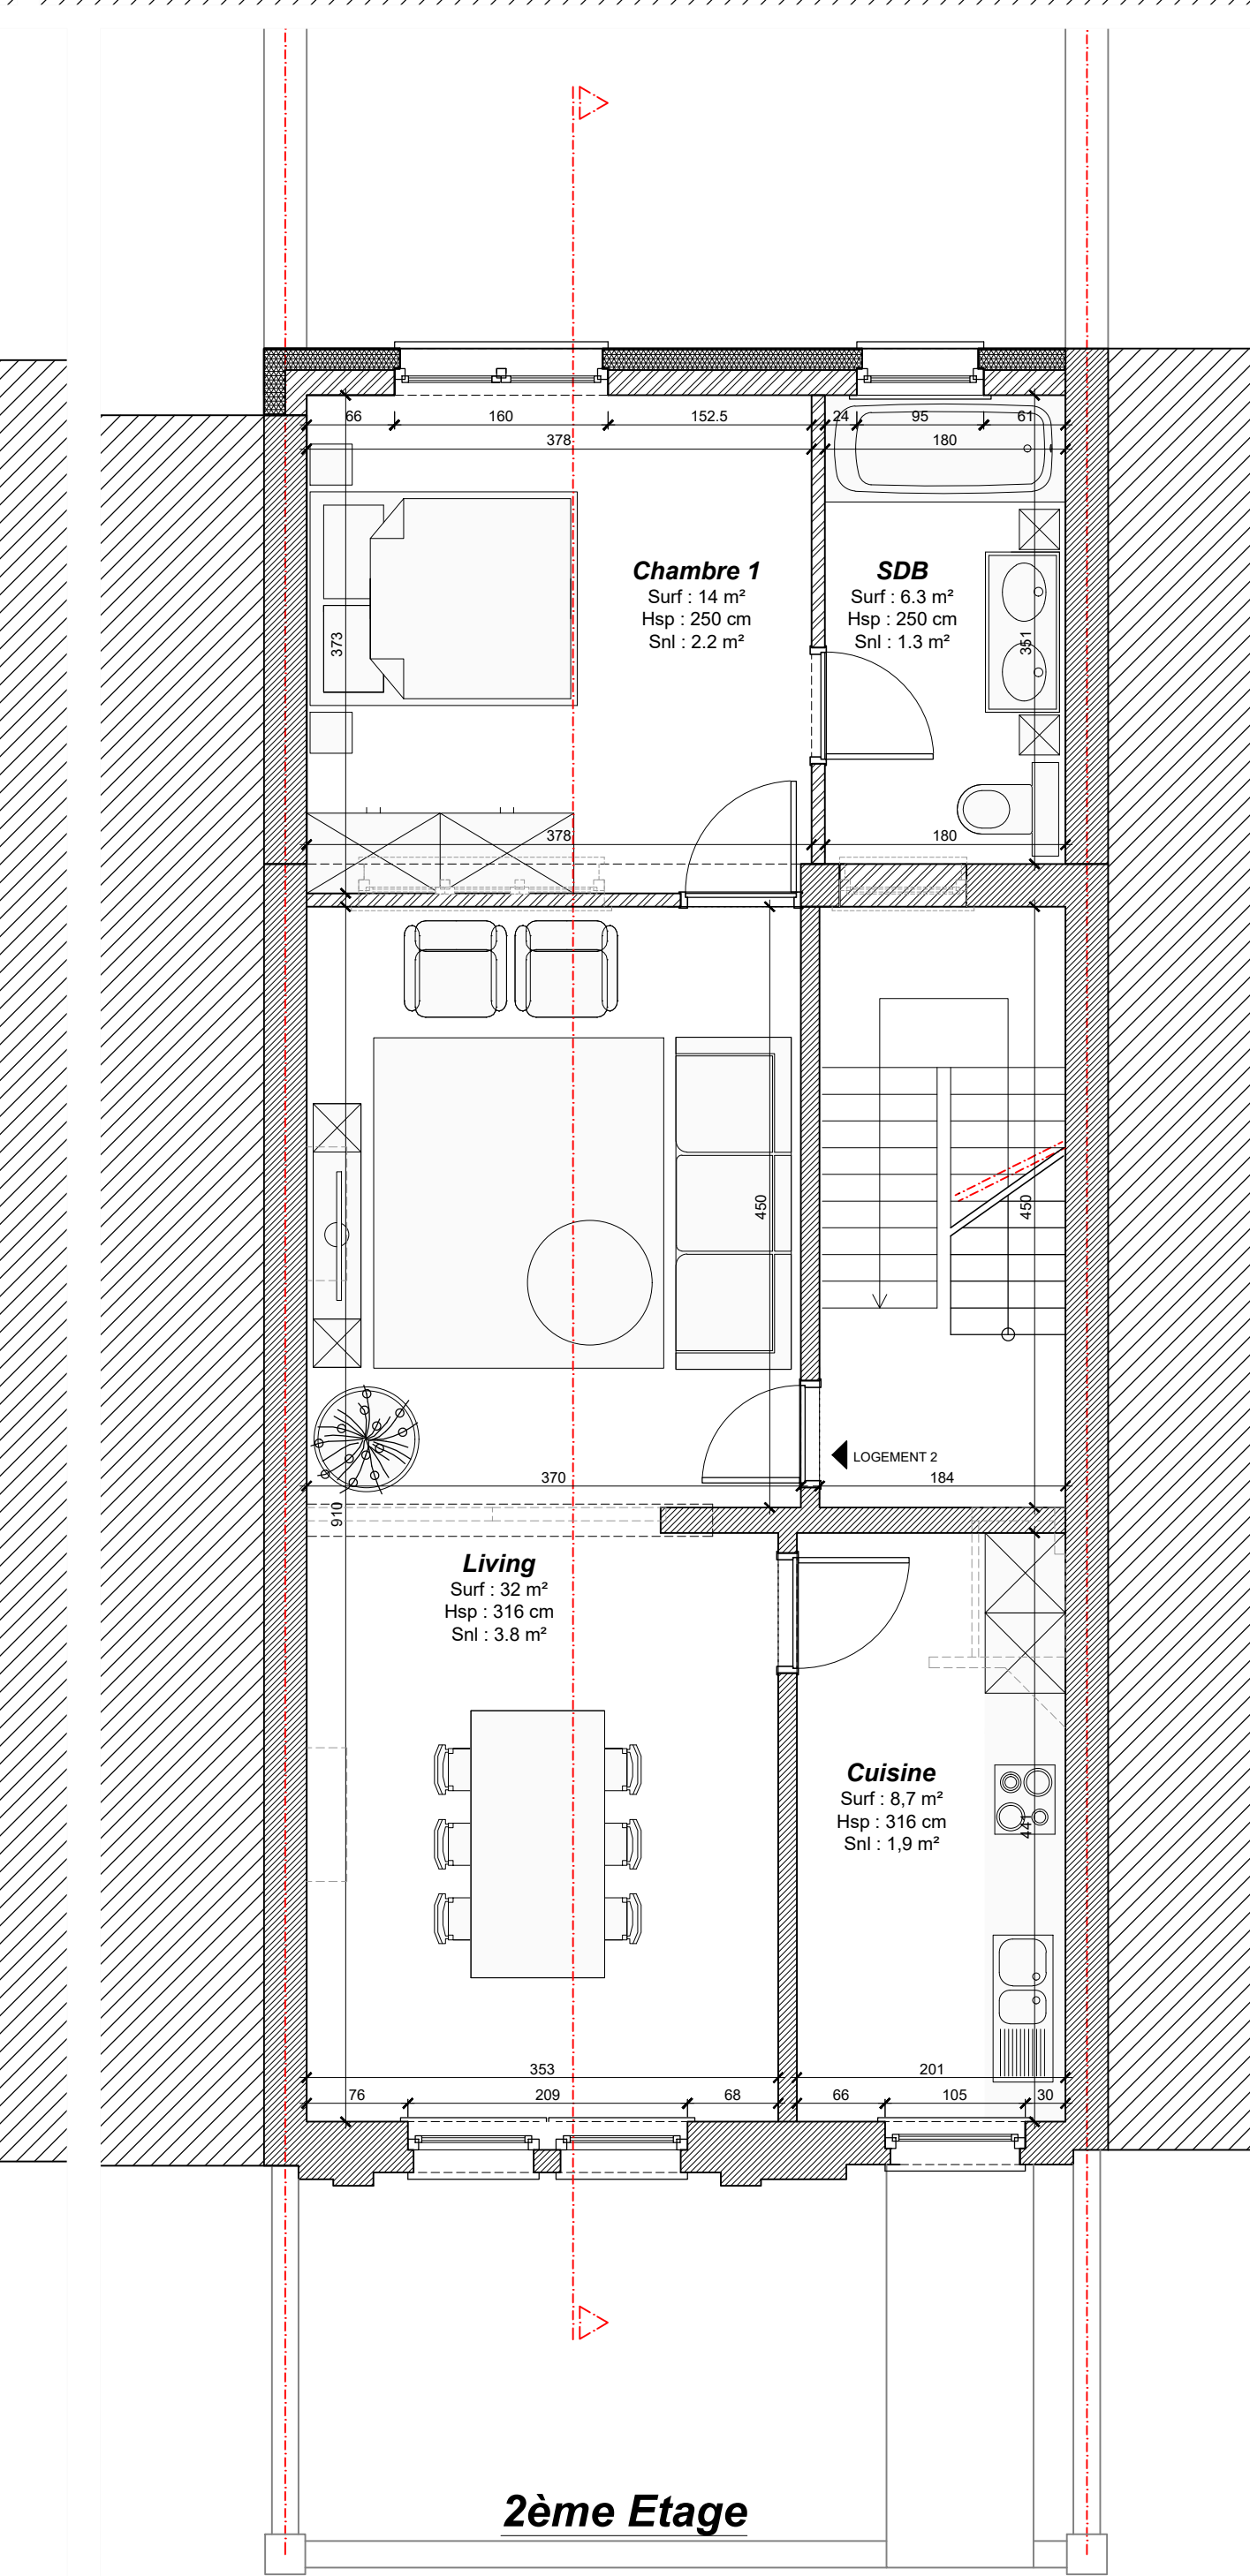 66 160 152.5 24 95 61
378 180
Chambre 1
Surf : 14 m²
Hsp : 250 cm
Snl : 2.2 m²
SDB
Surf : 6.3 m²
Hsp : 250 cm
Snl : 1.3 m²
373
351
378 180
450
450
LOGEMENT 2
370 184
910
Living
Surf : 32 m²
Hsp : 316 cm
Snl : 3.8 m²
Cuisine
Surf : 8,7 m²
Hsp : 316 cm
Snl : 1,9 m²
441
353 201
76 209 68 66 105 30
2ème Etage